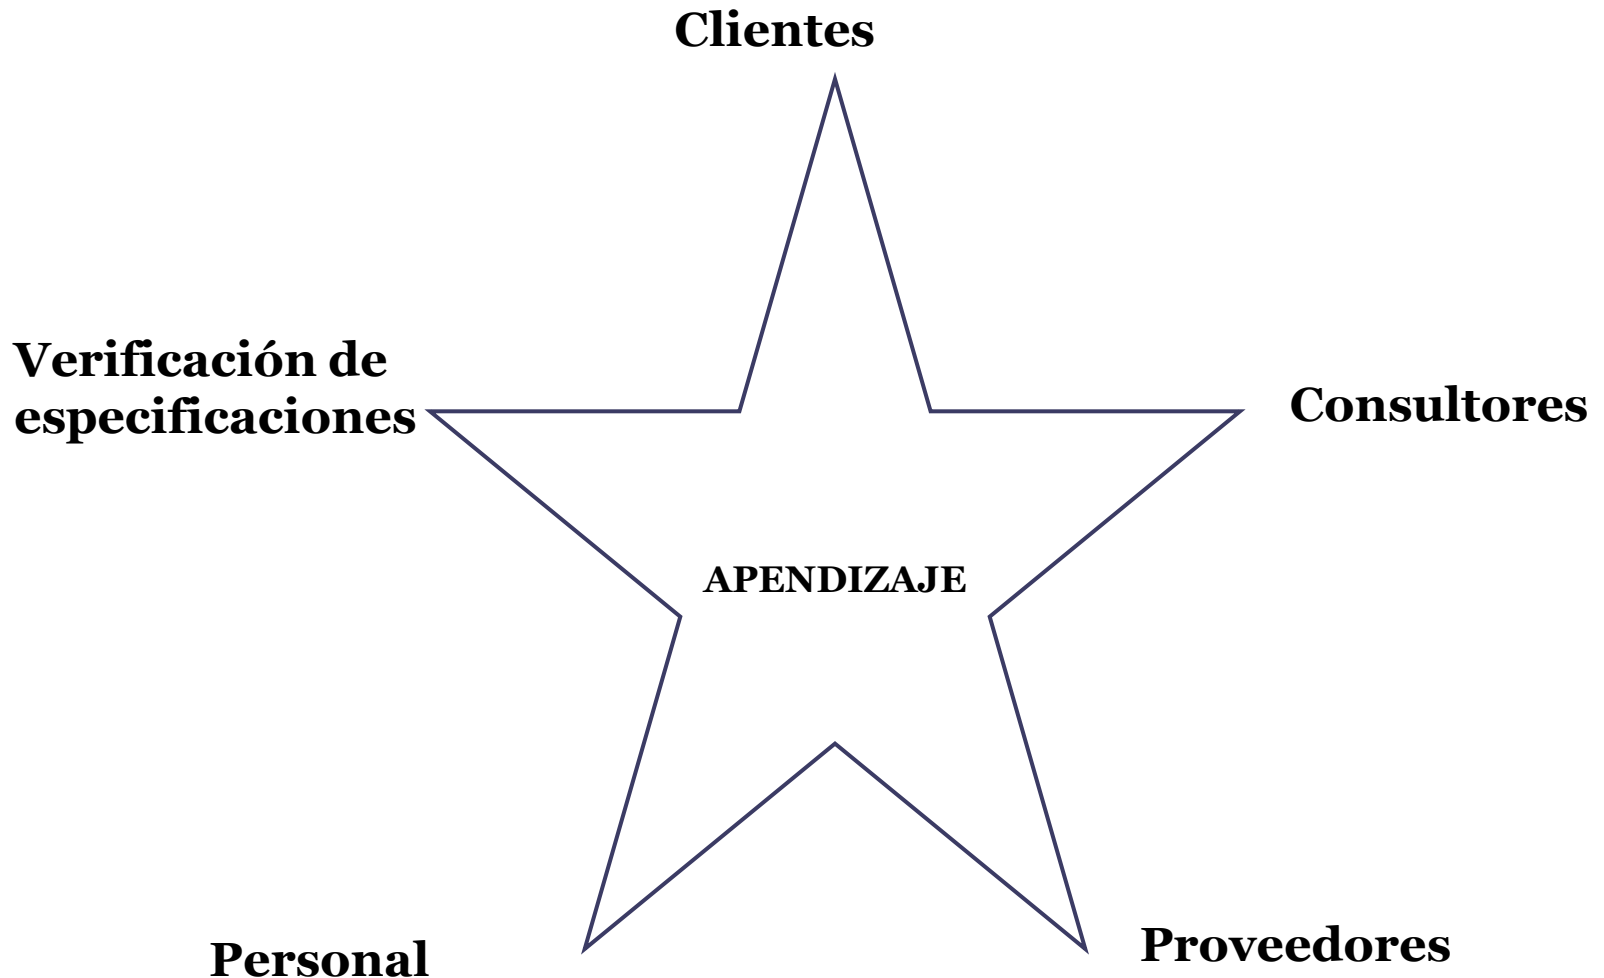 Clientes
Verificación de
especificaciones
Consultores
APENDIZAJE
Personal
Proveedores